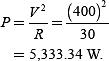 P = V²/R = (400)²/30
= 5,333.34 W.